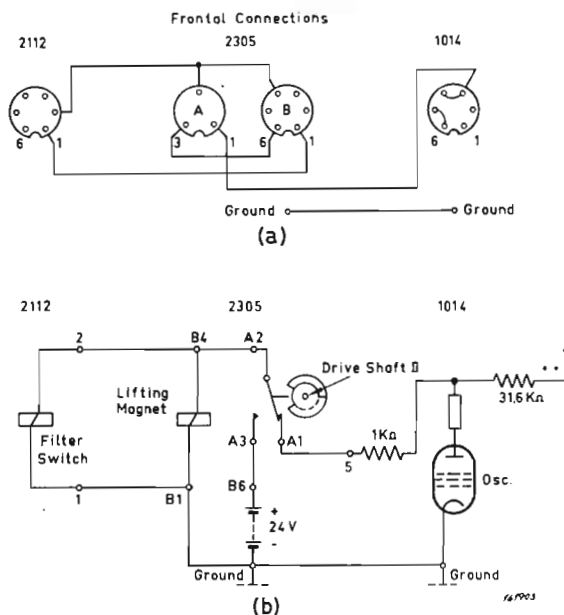 Frontal Connections
2112 2305 1014
A B
6 1 3 1 6 1 6 1
Ground Ground
(a)
2112 2305 1014
2 B4 A2
Drive Shaft II
Lifting
Magnet
31,6 KΩ
Filter
Switch
A3 A1 1KΩ
5
Osc.
1 B1 B6
+
24 V
-
Ground Ground
(b)